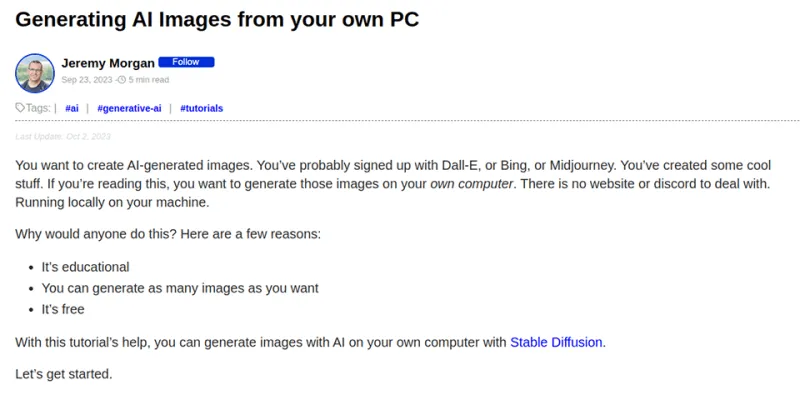 Generating AI Images from your own PC
Jeremy Morgan Follow
Sep 23, 2023 - 5 min read
Tags: | #ai | #generative-ai | #tutorials
Last Update: Oct 2, 2023
You want to create AI-generated images. You've probably signed up with Dall-E, or Bing, or Midjourney. You've created some cool
stuff. If you're reading this, you want to generate those images on your own computer. There is no website or discord to deal with.
Running locally on your machine.
Why would anyone do this? Here are a few reasons:
• It's educational
• You can generate as many images as you want
• It's free
With this tutorial's help, you can generate images with AI on your own computer with Stable Diffusion.
Let's get started.